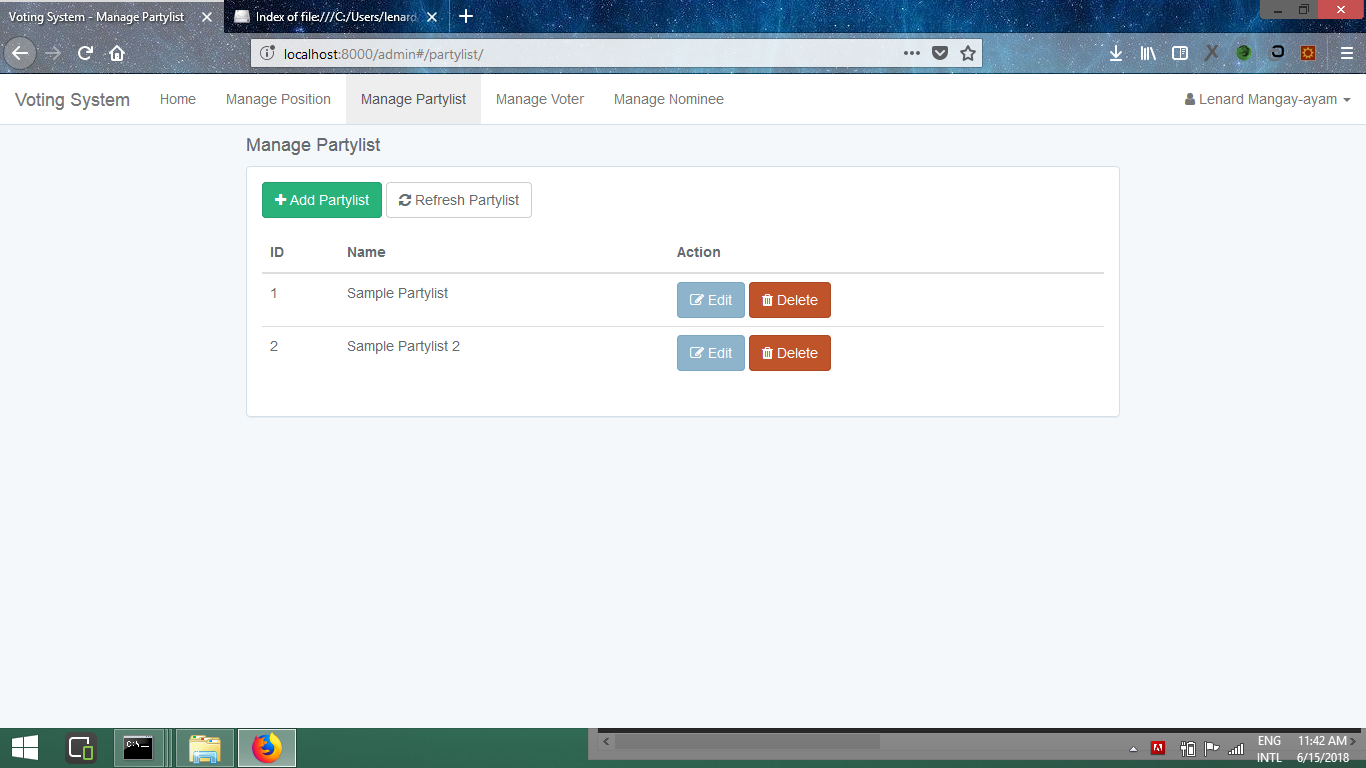 Voting System - Manage Partylist
Index of file:///C:/Users/lenard
localhost:8000/admin#/partylist/
Voting System Home Manage Position Manage Partylist Manage Voter Manage Nominee Lenard Mangay-ayam
Manage Partylist
Add Partylist Refresh Partylist
ID Name Action
1 Sample Partylist Edit Delete
2 Sample Partylist 2 Edit Delete
C:\_
ENG 11:42 AM
INTL 6/15/2018